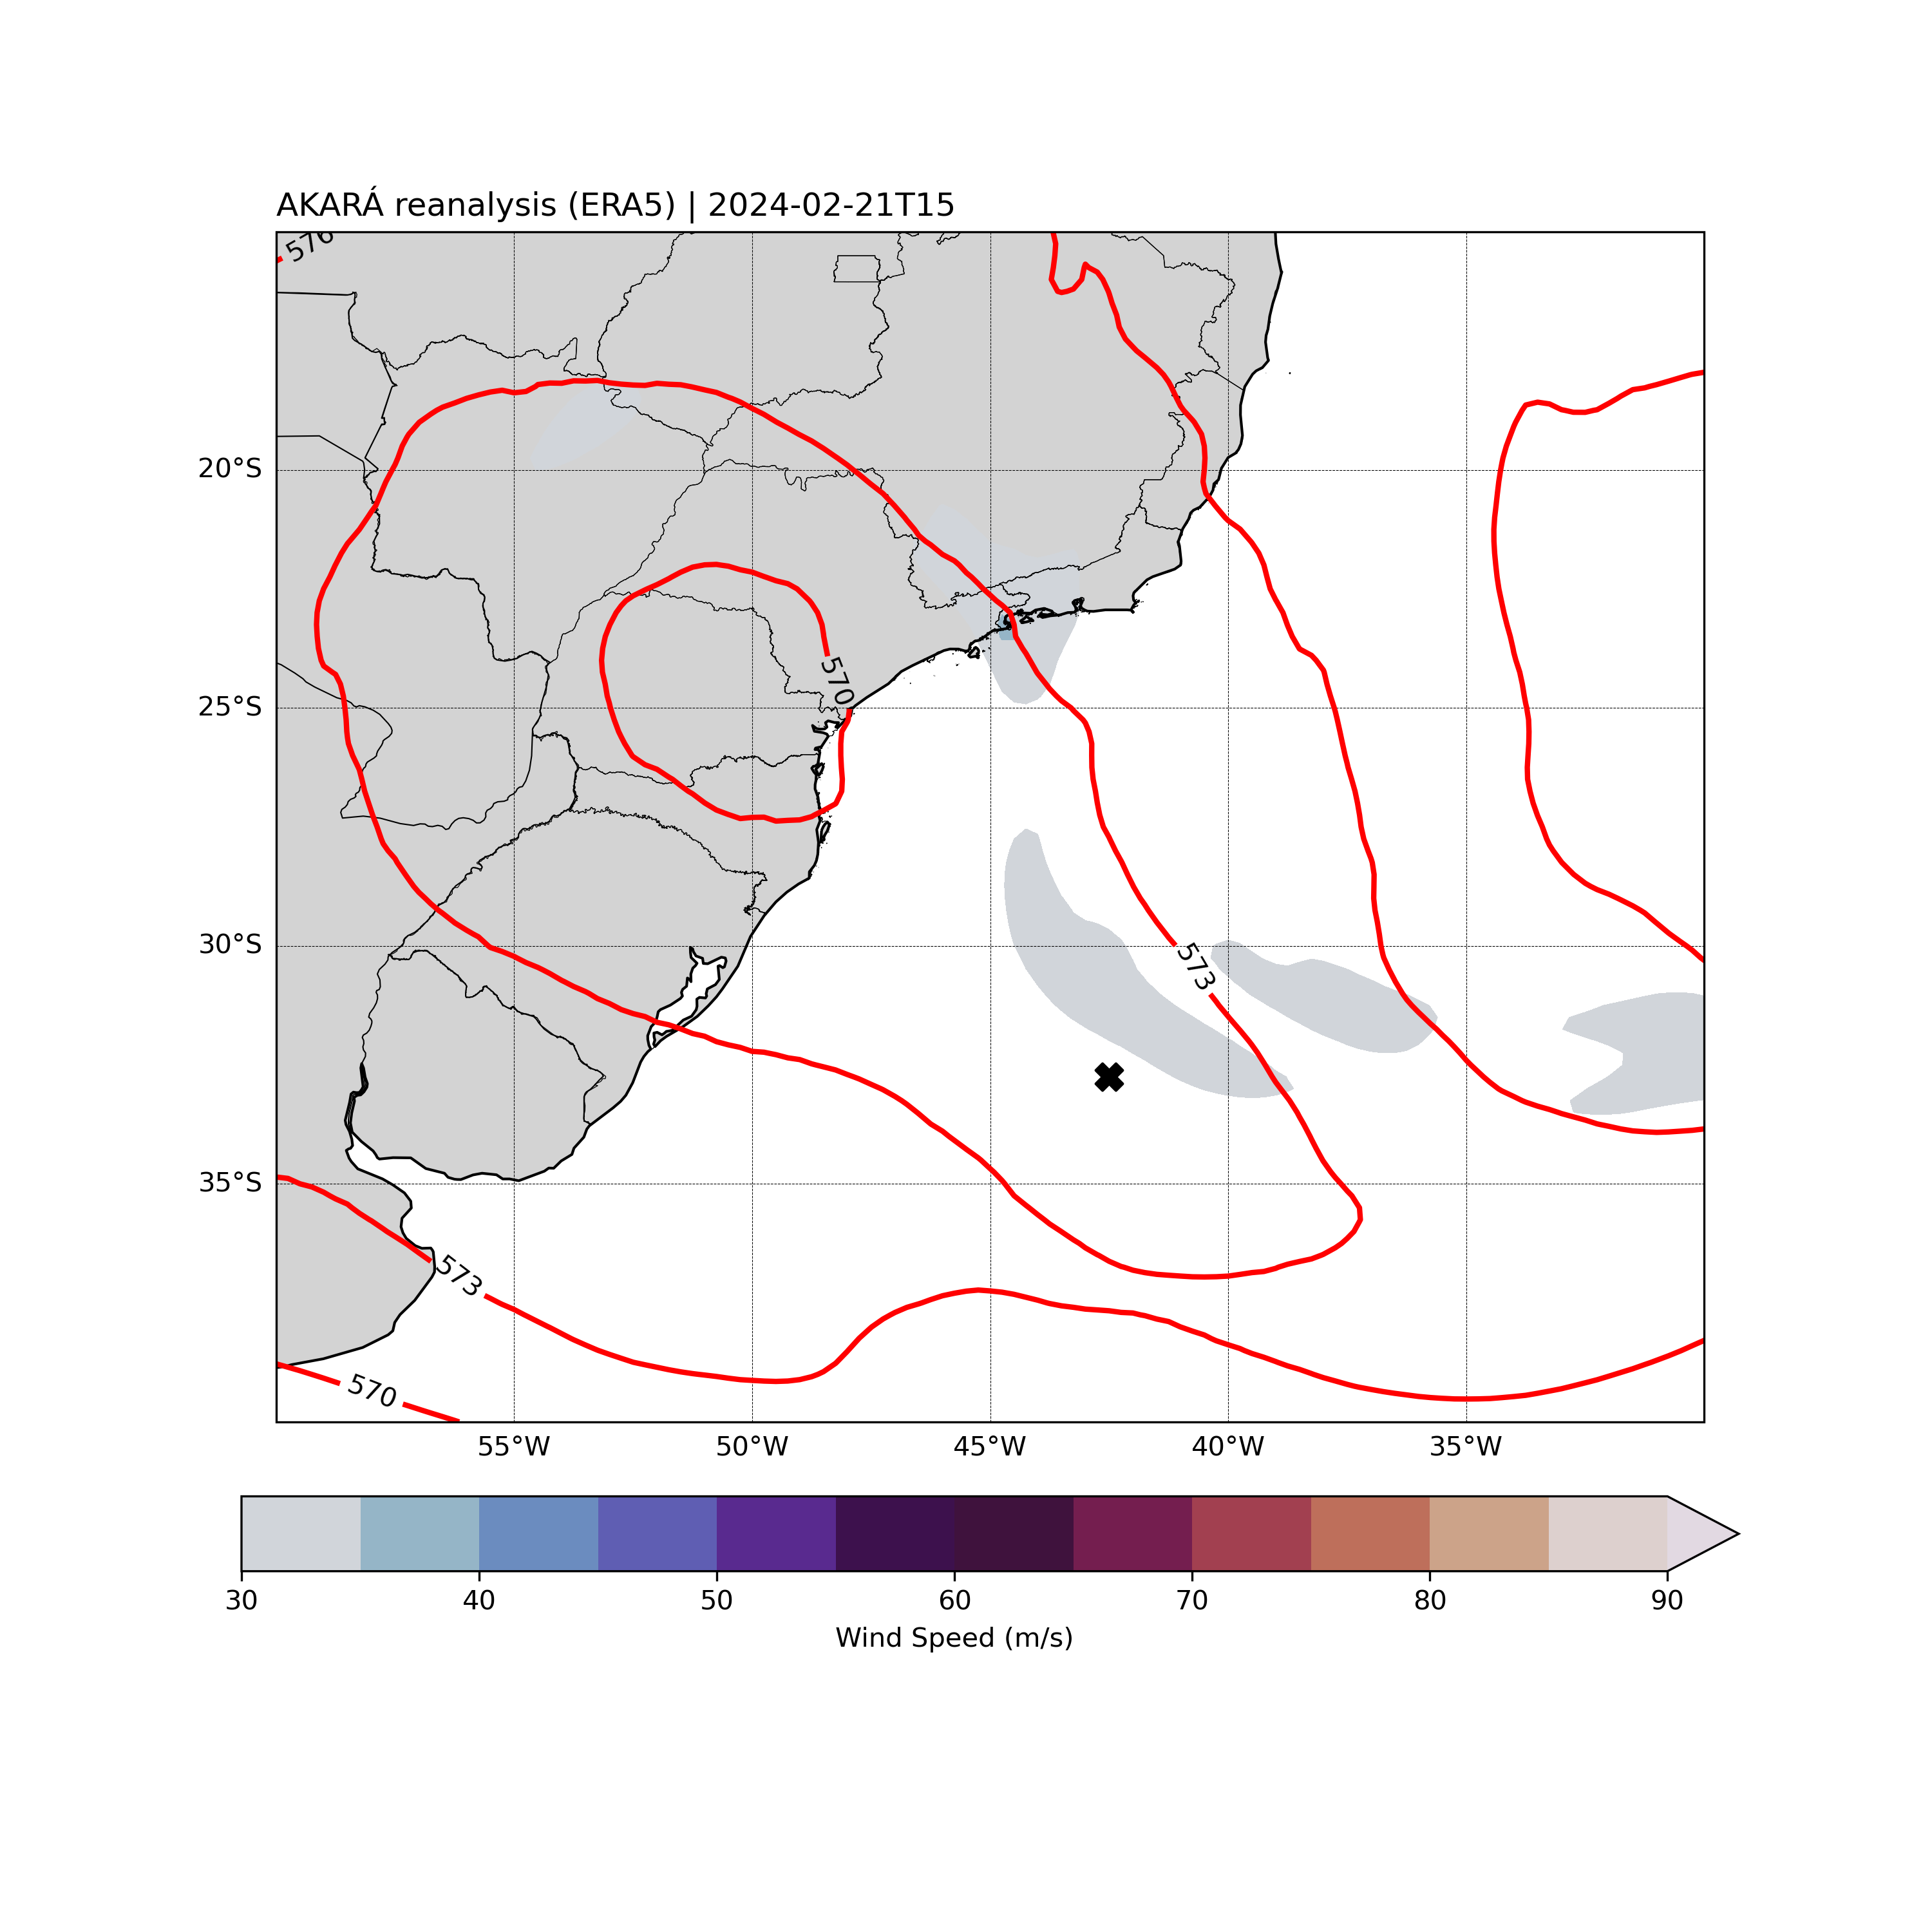 AKARÁ reanalysis (ERA5) | 2024-02-21T15
576
20°S
570
25°S
30°S
573
35°S
573
570
55°W 50°W 45°W 40°W 35°W
30 40 50 60 70 80 90
Wind Speed (m/s)